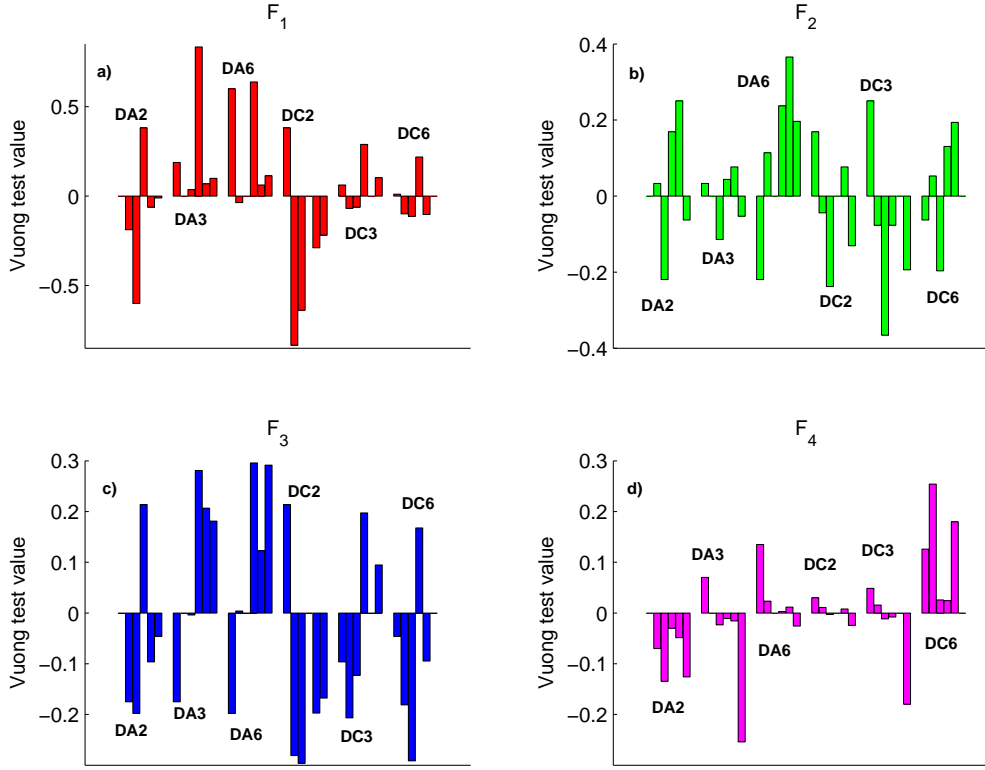 F1
a)
Vuong test value
0.5
0
−0.5
DA2
DA3
DA6
DC2
DC3
DC6
F2
b)
Vuong test value
0.4
0.2
0
−0.2
−0.4
DA2
DA3
DA6
DC2
DC3
DC6
F3
c)
Vuong test value
0.3
0.2
0.1
0
−0.1
−0.2
DA2
DA3
DA6
DC2
DC3
DC6
F4
d)
Vuong test value
0.3
0.2
0.1
0
−0.1
−0.2
DA2
DA3
DA6
DC2
DC3
DC6